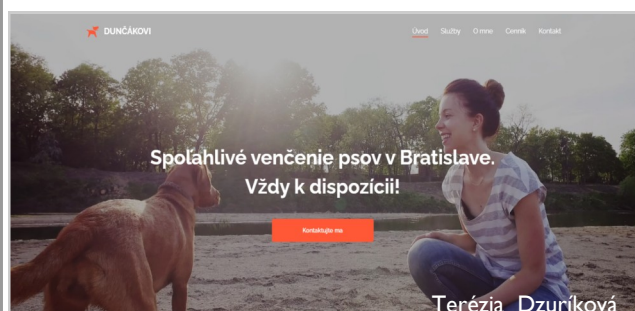 DUNČÁKOVI
Úvod Služby O mne Cenník Kontakt
Spoľahlivé venčenie psov v Bratislave.
Vždy k dispozícii!
Kontaktujte ma
Terézia Dzuríková